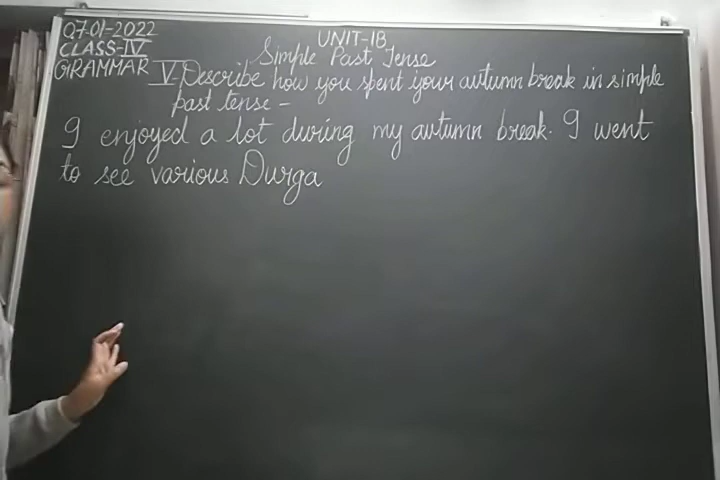 07-01-2022
CLASS-IV
GRAMMAR
UNIT-1B
Simple Past Tense
V. Describe how you spent your autumn break in simple
past tense -
I enjoyed a lot during my autumn break. I went
to see various Durga